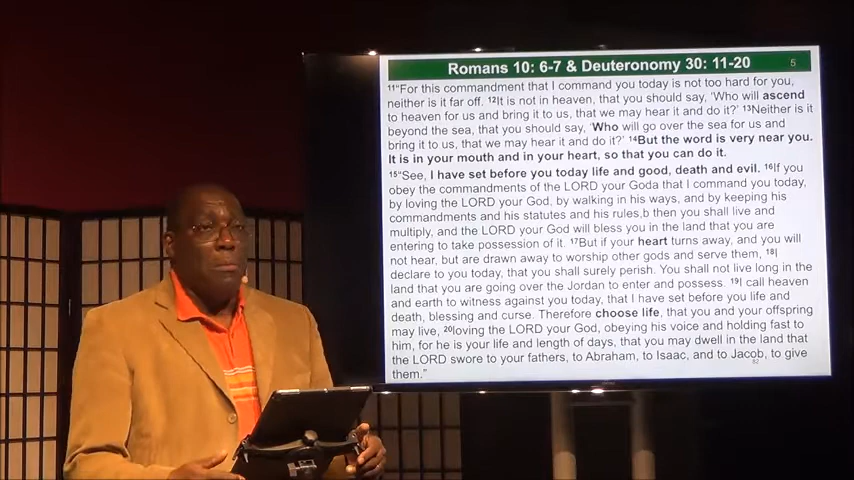 Romans 10: 6-7 & Deuteronomy 30: 11-20
5
11“For this commandment that I command you today is not too hard for you,
neither is it far off. 12It is not in heaven, that you should say, ‘Who will ascend
to heaven for us and bring it to us, that we may hear it and do it?’ 13Neither is it
beyond the sea, that you should say, ‘Who will go over the sea for us and
bring it to us, that we may hear it and do it?’ 14But the word is very near you.
It is in your mouth and in your heart, so that you can do it.
15“See, I have set before you today life and good, death and evil. 16If you
obey the commandments of the LORD your Goda that I command you today,
by loving the LORD your God, by walking in his ways, and by keeping his
commandments and his statutes and his rules,b then you shall live and
multiply, and the LORD your God will bless you in the land that you are
entering to take possession of it. 17But if your heart turns away, and you will
not hear, but are drawn away to worship other gods and serve them, 18I
declare to you today, that you shall surely perish. You shall not live long in the
land that you are going over the Jordan to enter and possess. 19I call heaven
and earth to witness against you today, that I have set before you life and
death, blessing and curse. Therefore choose life, that you and your offspring
may live, 20loving the LORD your God, obeying his voice and holding fast to
him, for he is your life and length of days, that you may dwell in the land that
the LORD swore to your fathers, to Abraham, to Isaac, and to Jacob, to give
them.”